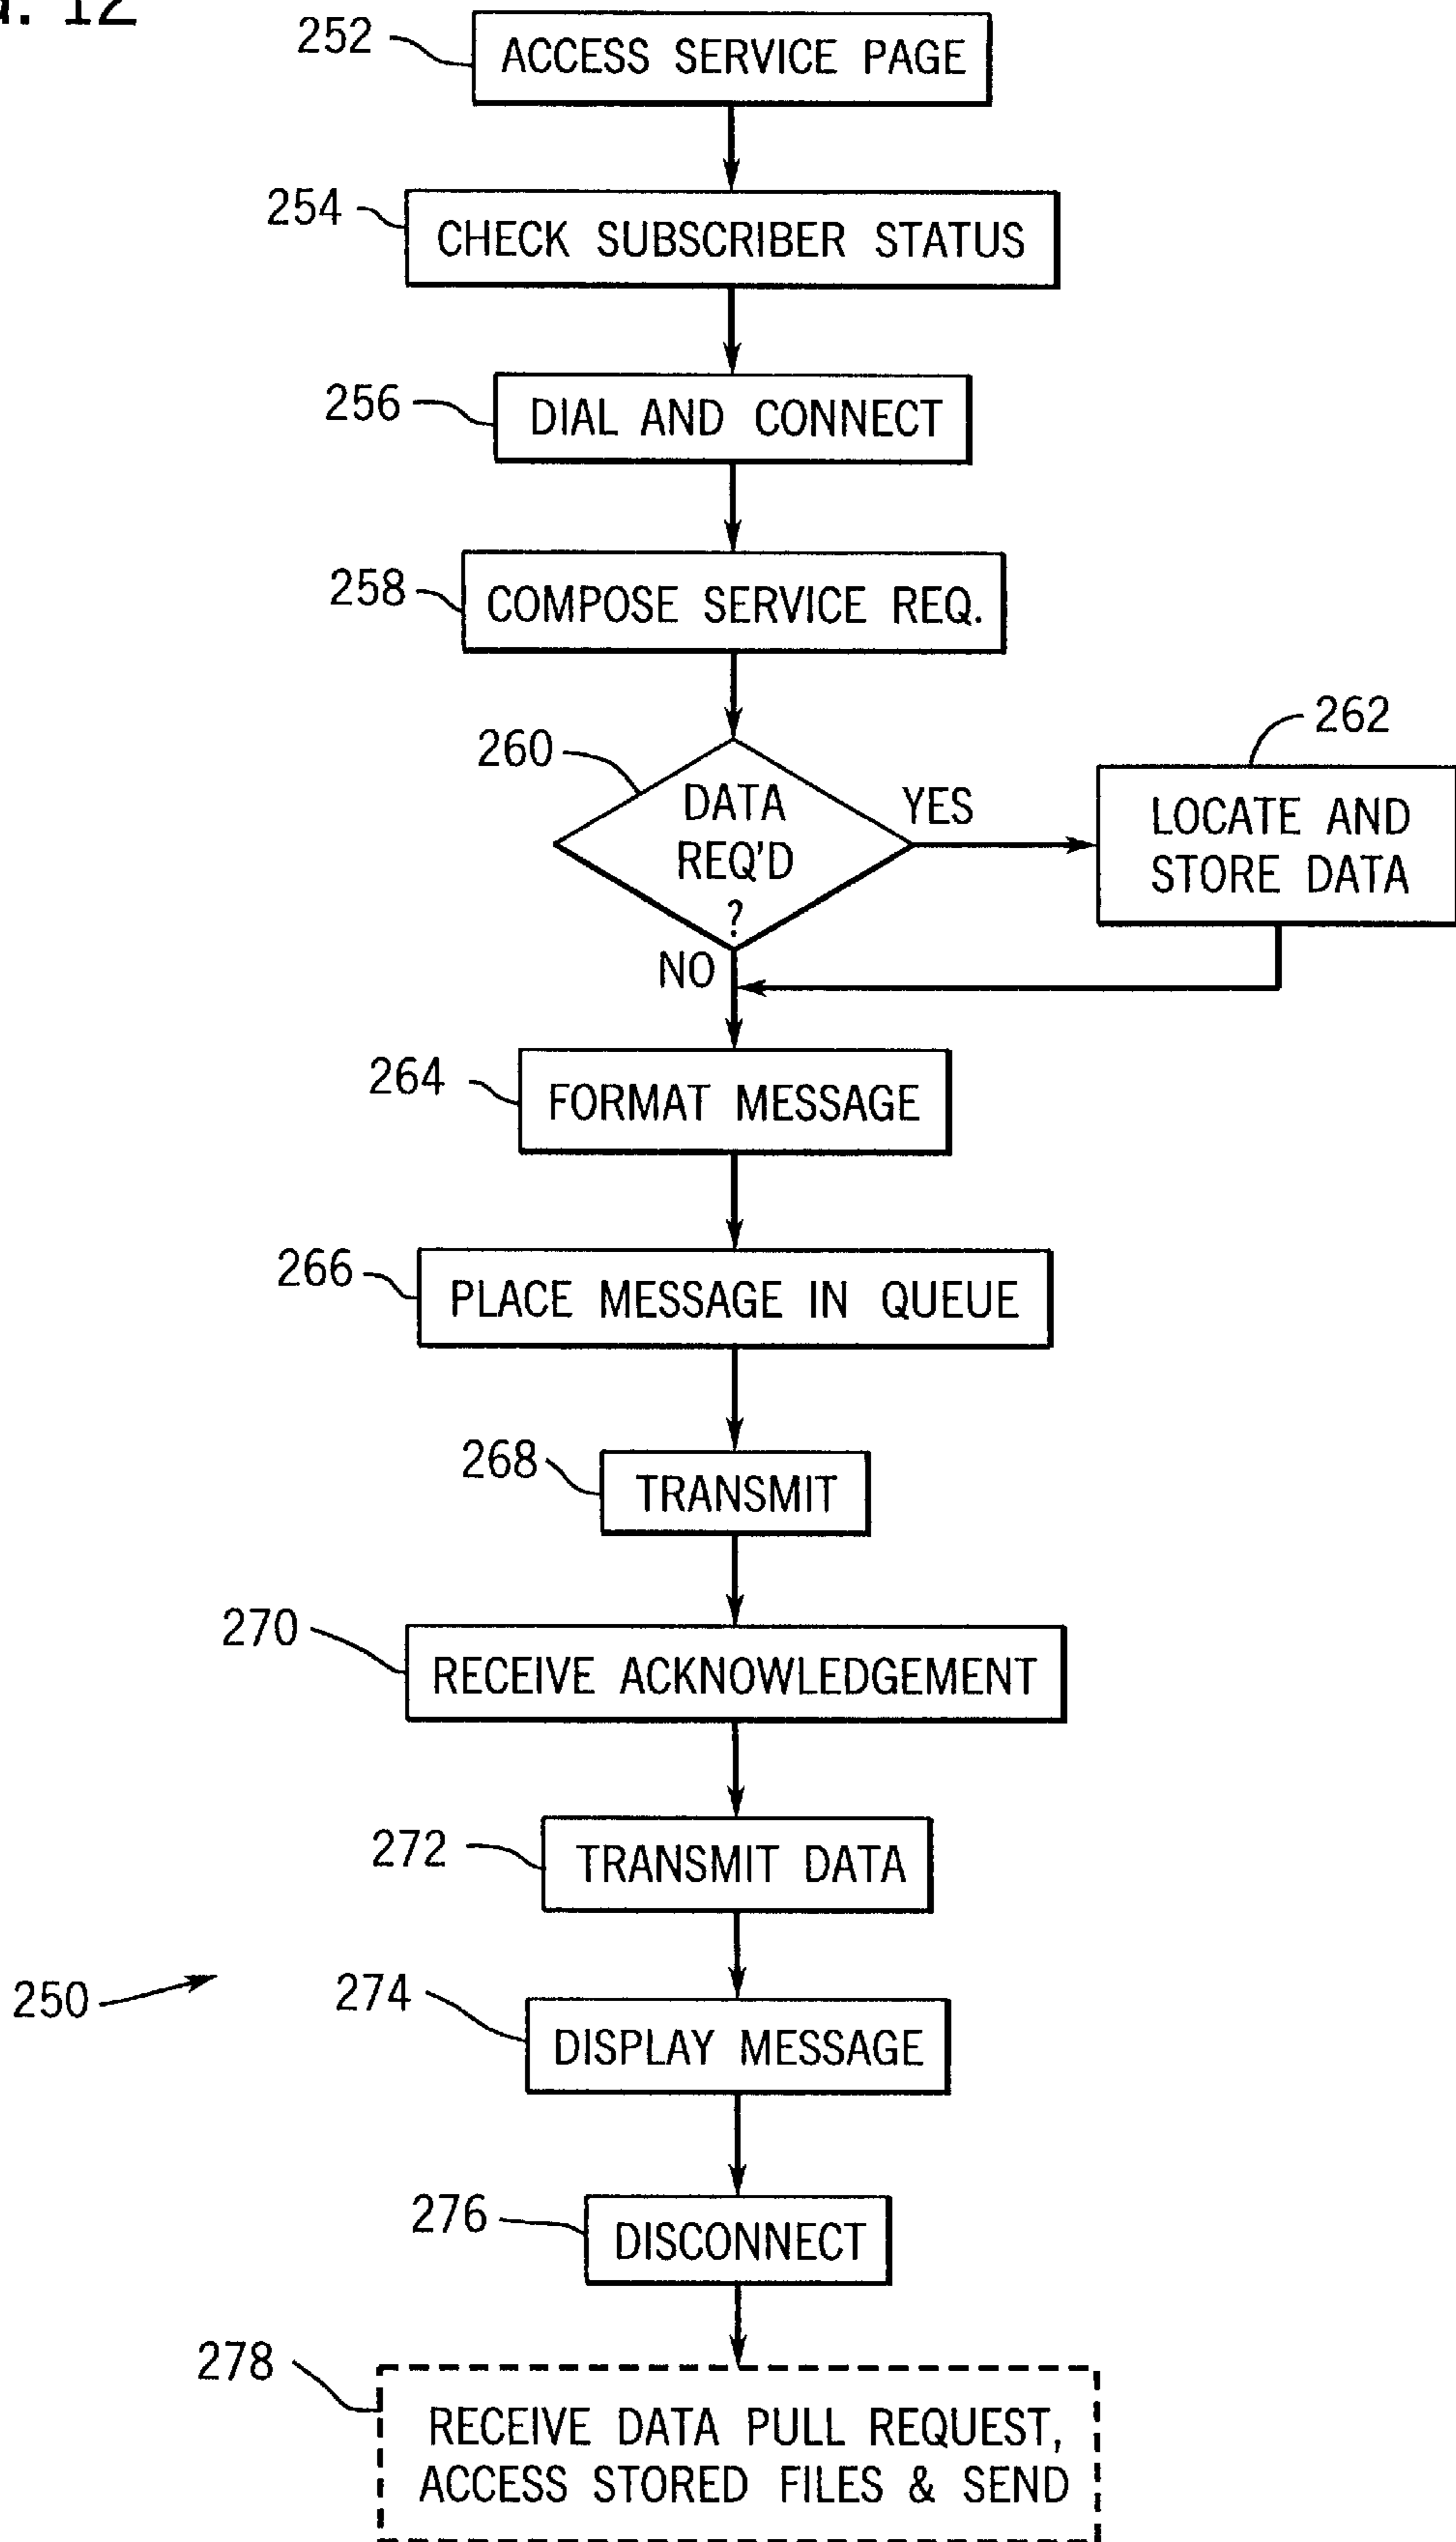 12
252
ACCESS SERVICE PAGE
254
CHECK SUBSCRIBER STATUS
256
DIAL AND CONNECT
258
COMPOSE SERVICE REQ.
260
DATA
REQ'D
?
YES
262
LOCATE AND
STORE DATA
NO
264
FORMAT MESSAGE
266
PLACE MESSAGE IN QUEUE
268
TRANSMIT
270
RECEIVE ACKNOWLEDGEMENT
272
TRANSMIT DATA
250
274
DISPLAY MESSAGE
276
DISCONNECT
278
RECEIVE DATA PULL REQUEST,
ACCESS STORED FILES & SEND